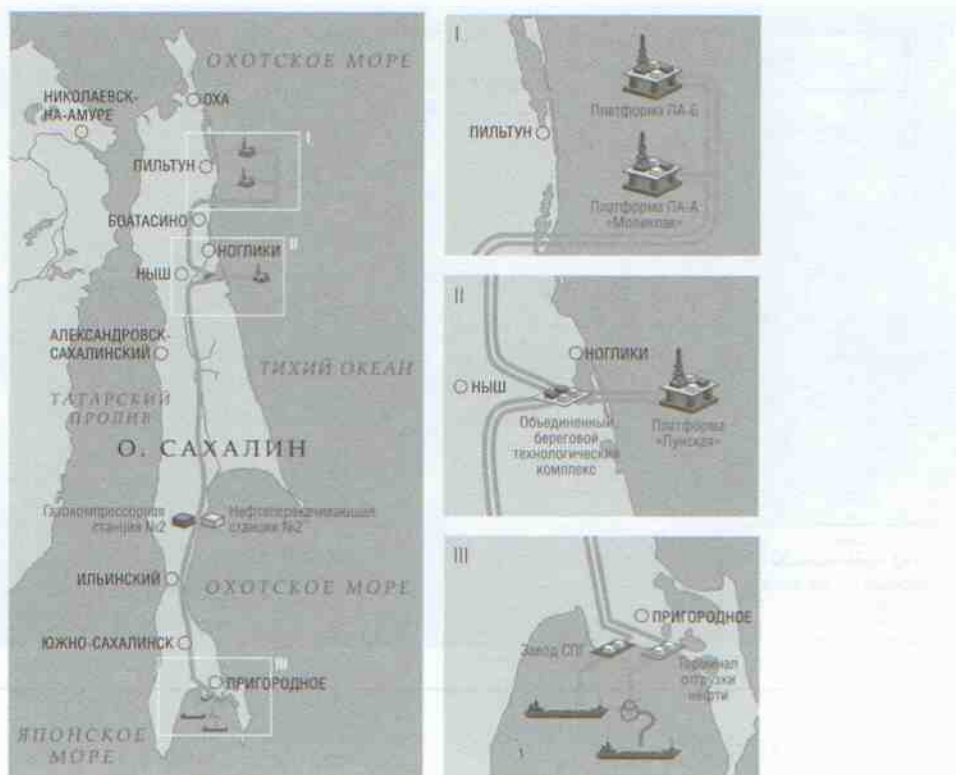 ОХОТСКОЕ МОРЕ
НИКОЛАЕВСК-
НА-АМУРЕ
ОХА
I
ПИЛЬТУН
БОАТАСИНО
II
НОГЛИКИ
НЫШ
АЛЕКСАНДРОВСК-
САХАЛИНСКИЙ
ТИХИЙ ОКЕАН
ТАТАРСКИЙ
ПРОЛИВ
О. САХАЛИН
Газокомпрессорная
станция №2
Нефтеперекачивающая
станция №2
ИЛЬИНСКИЙ
ОХОТСКОЕ МОРЕ
ЮЖНО-САХАЛИНСК
III
ПРИГОРОДНОЕ
ЯПОНСКОЕ
МОРЕ
I
Платформа ПА-Б
ПИЛЬТУН
Платформа ПА-А
«Моликпак»
II
НОГЛИКИ
НЫШ
Объединенный
береговой
технологический
комплекс
Платформа
«Лунская»
III
ПРИГОРОДНОЕ
Завод СПГ
Терминал
отгрузки
нефти